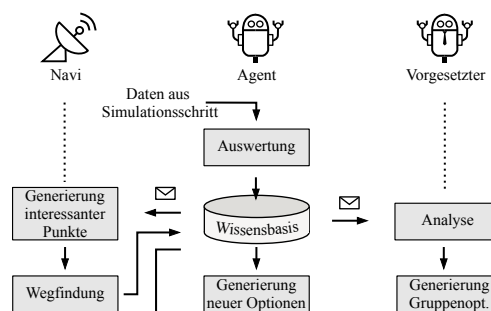 Navi
Agent
Vorgesetzter
Daten aus
Simulationsschritt
Auswertung
Generierung
interessanter
Punkte
Wissensbasis
Analyse
Wegfindung
Generierung
neuer Optionen
Generierung
Gruppenopt.